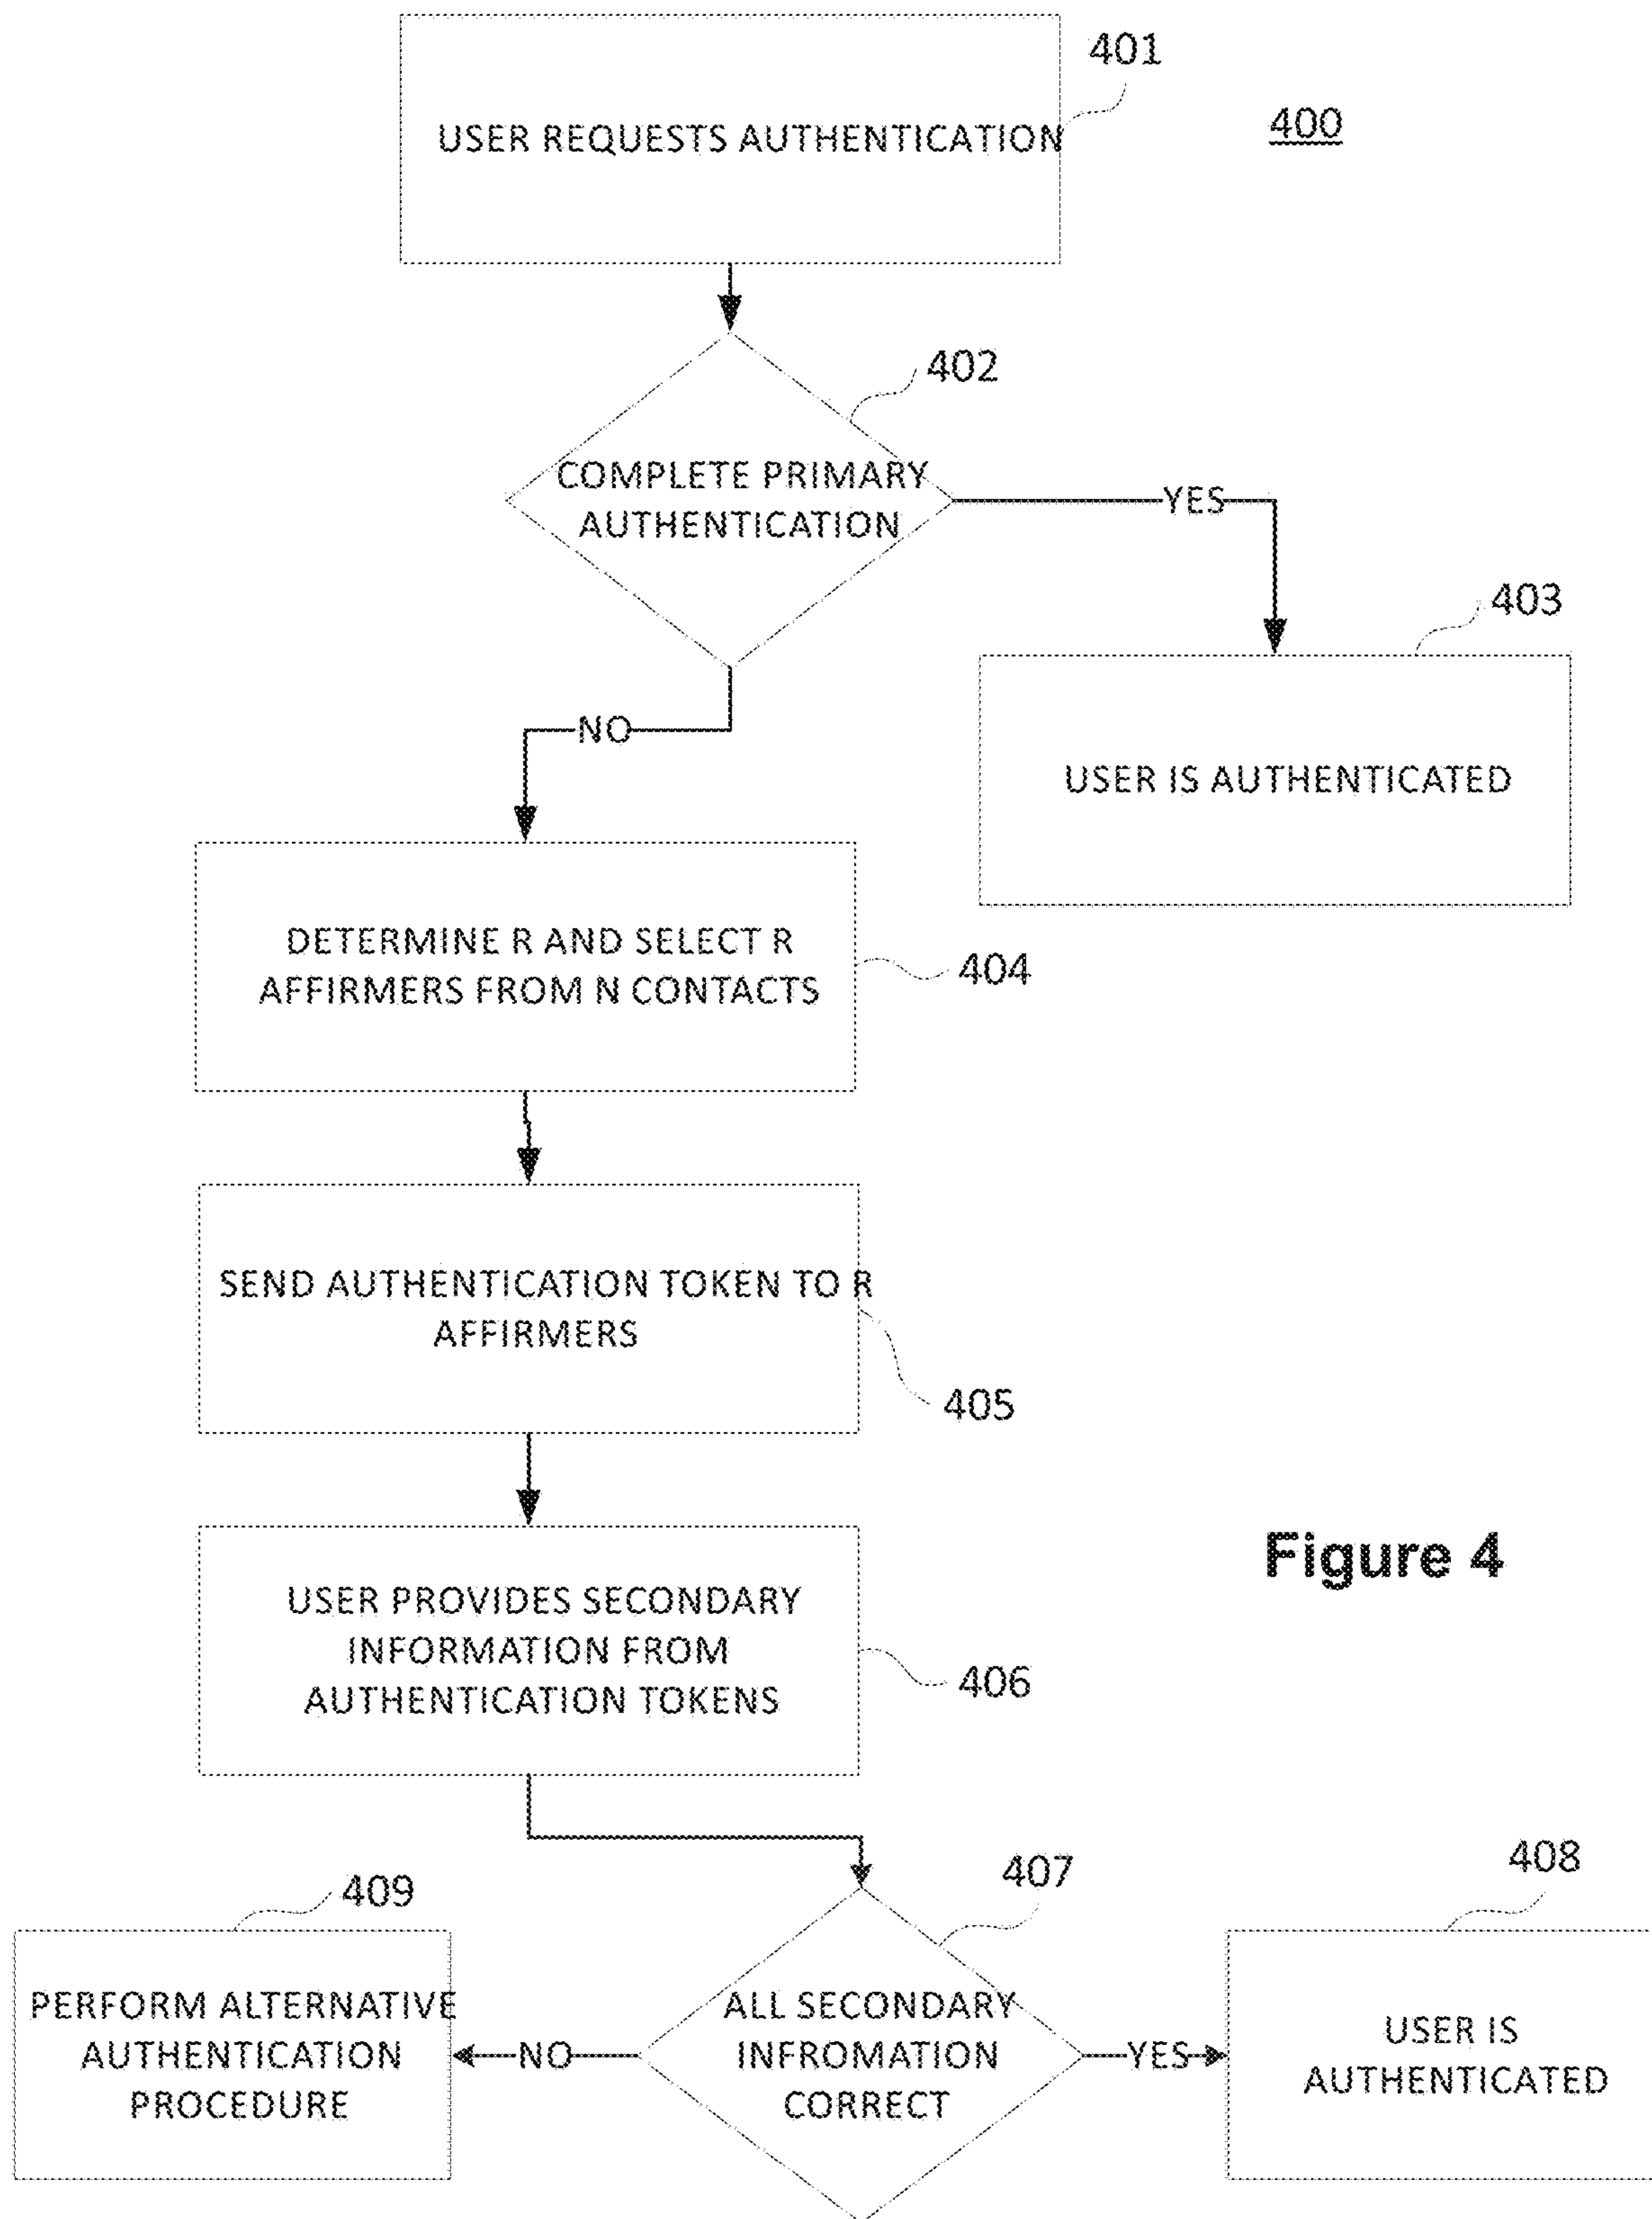 401
400
USER REQUESTS AUTHENTICATION
402
COMPLETE PRIMARY
AUTHENTICATION
YES
403
USER IS AUTHENTICATED
NO
DETERMINE R AND SELECT R
AFFIRMERS FROM N CONTACTS
404
SEND AUTHENTICATION TOKEN TO R
AFFIRMERS
405
Figure 4
USER PROVIDES SECONDARY
INFORMATION FROM
AUTHENTICATION TOKENS
406
407
408
409
PERFORM ALTERNATIVE
AUTHENTICATION
PROCEDURE
NO
ALL SECONDARY
INFROMATION
CORRECT
YES
USER IS
AUTHENTICATED